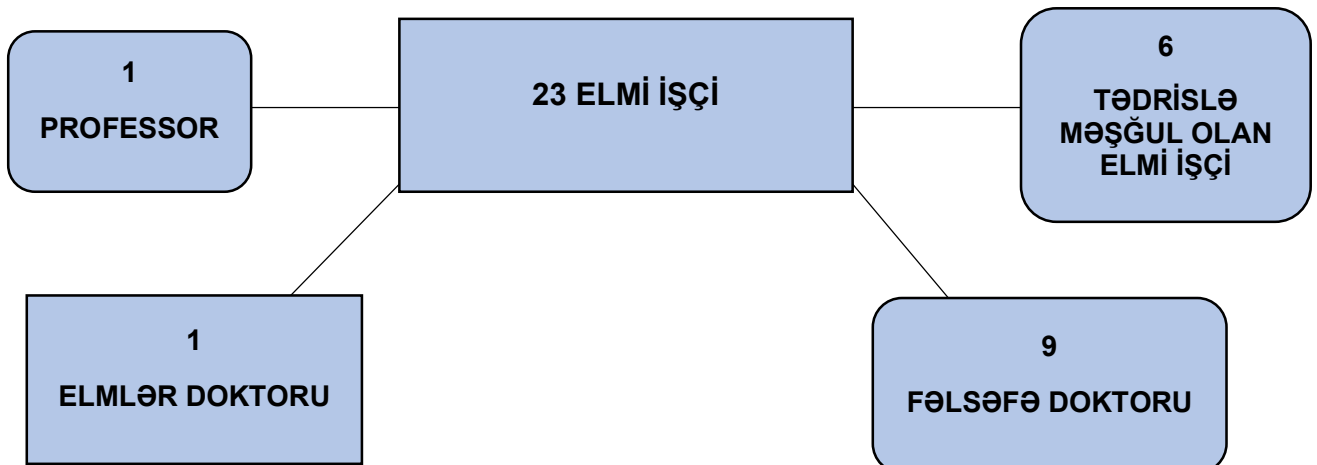 1
PROFESSOR
23 ELMİ İŞÇİ
6
TƏDRİSLƏ
MƏŞĞUL OLAN
ELMİ İŞÇİ
1
ELMLƏR DOKTORU
9
FƏLSƏFƏ DOKTORU